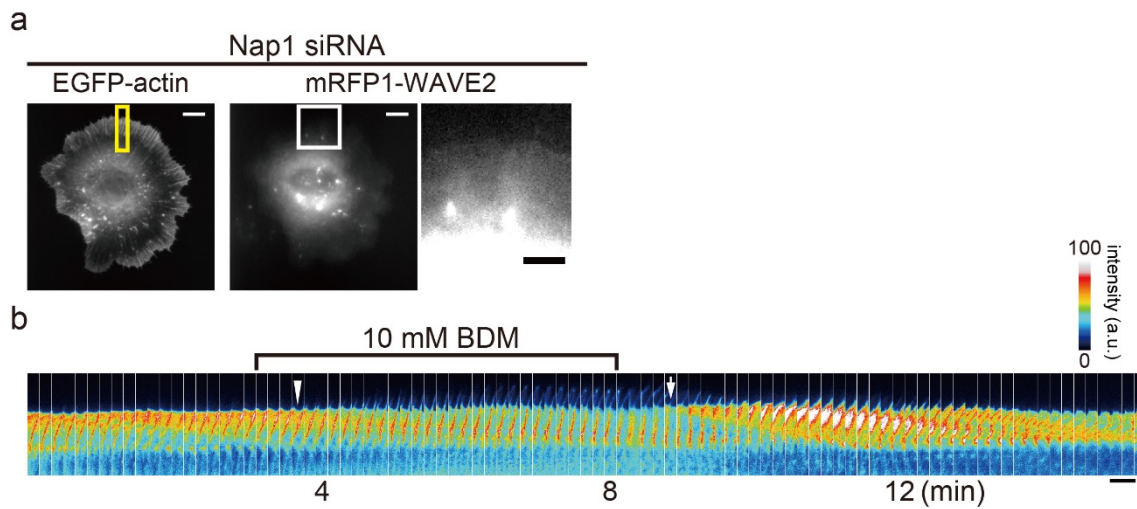 a
Nap1 siRNA
EGFP-actin
mRFP1-WAVE2
100
intensity (a.u.)
0
b
10 mM BDM
4
8
12 (min)